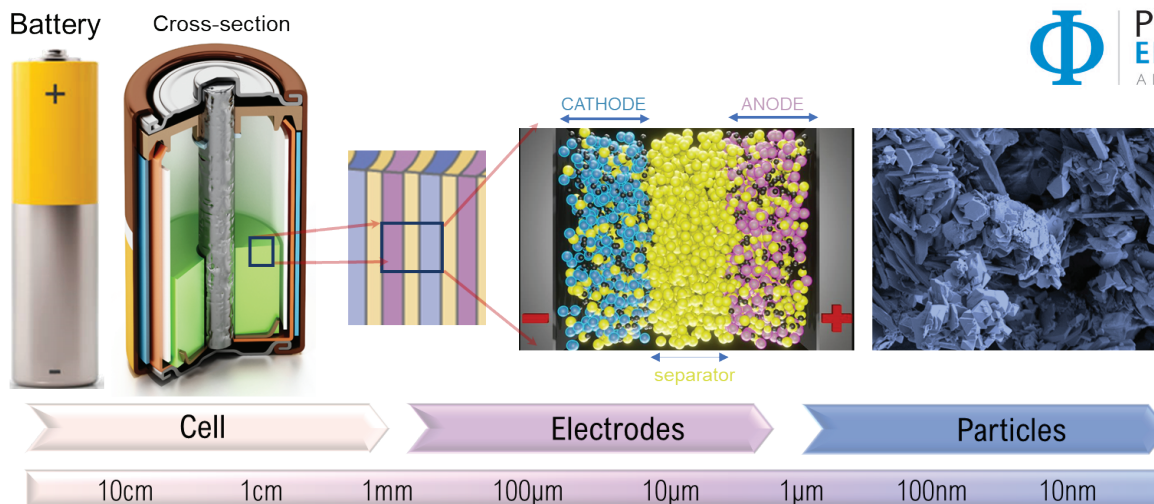 Battery
Cross-section
Φ
CATHODE
ANODE
+
-
separator
Cell
Electrodes
Particles
10cm
1cm
1mm
100µm
10µm
1µm
100nm
10nm